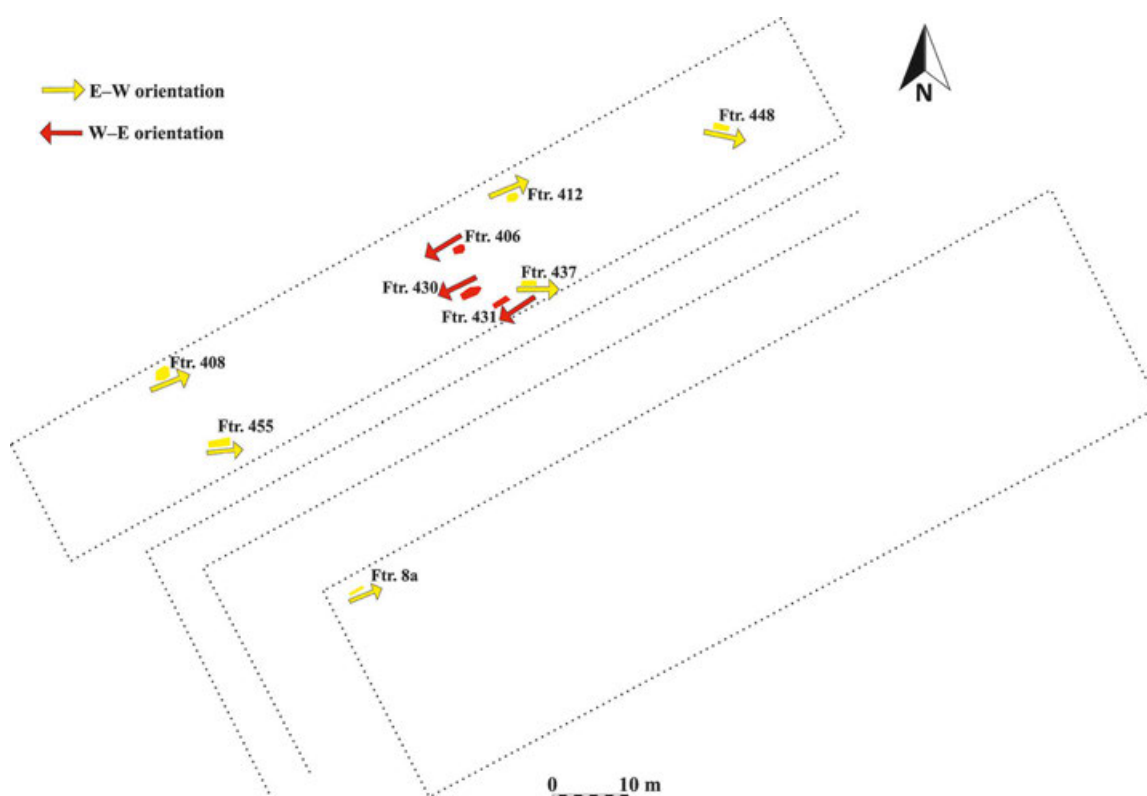 E–W orientation
W–E orientation
N
Ftr. 448
Ftr. 412
Ftr. 406
Ftr. 437
Ftr. 430
Ftr. 431
Ftr. 408
Ftr. 455
Ftr. 8a
0 10 m